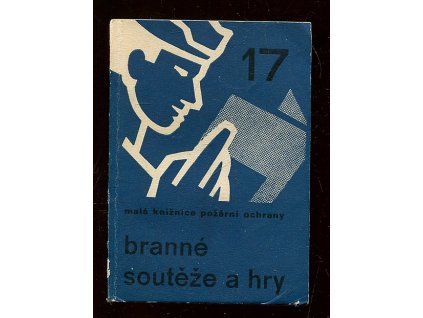 17
malá knižnice požární ochrany
branné
soutěže a hry